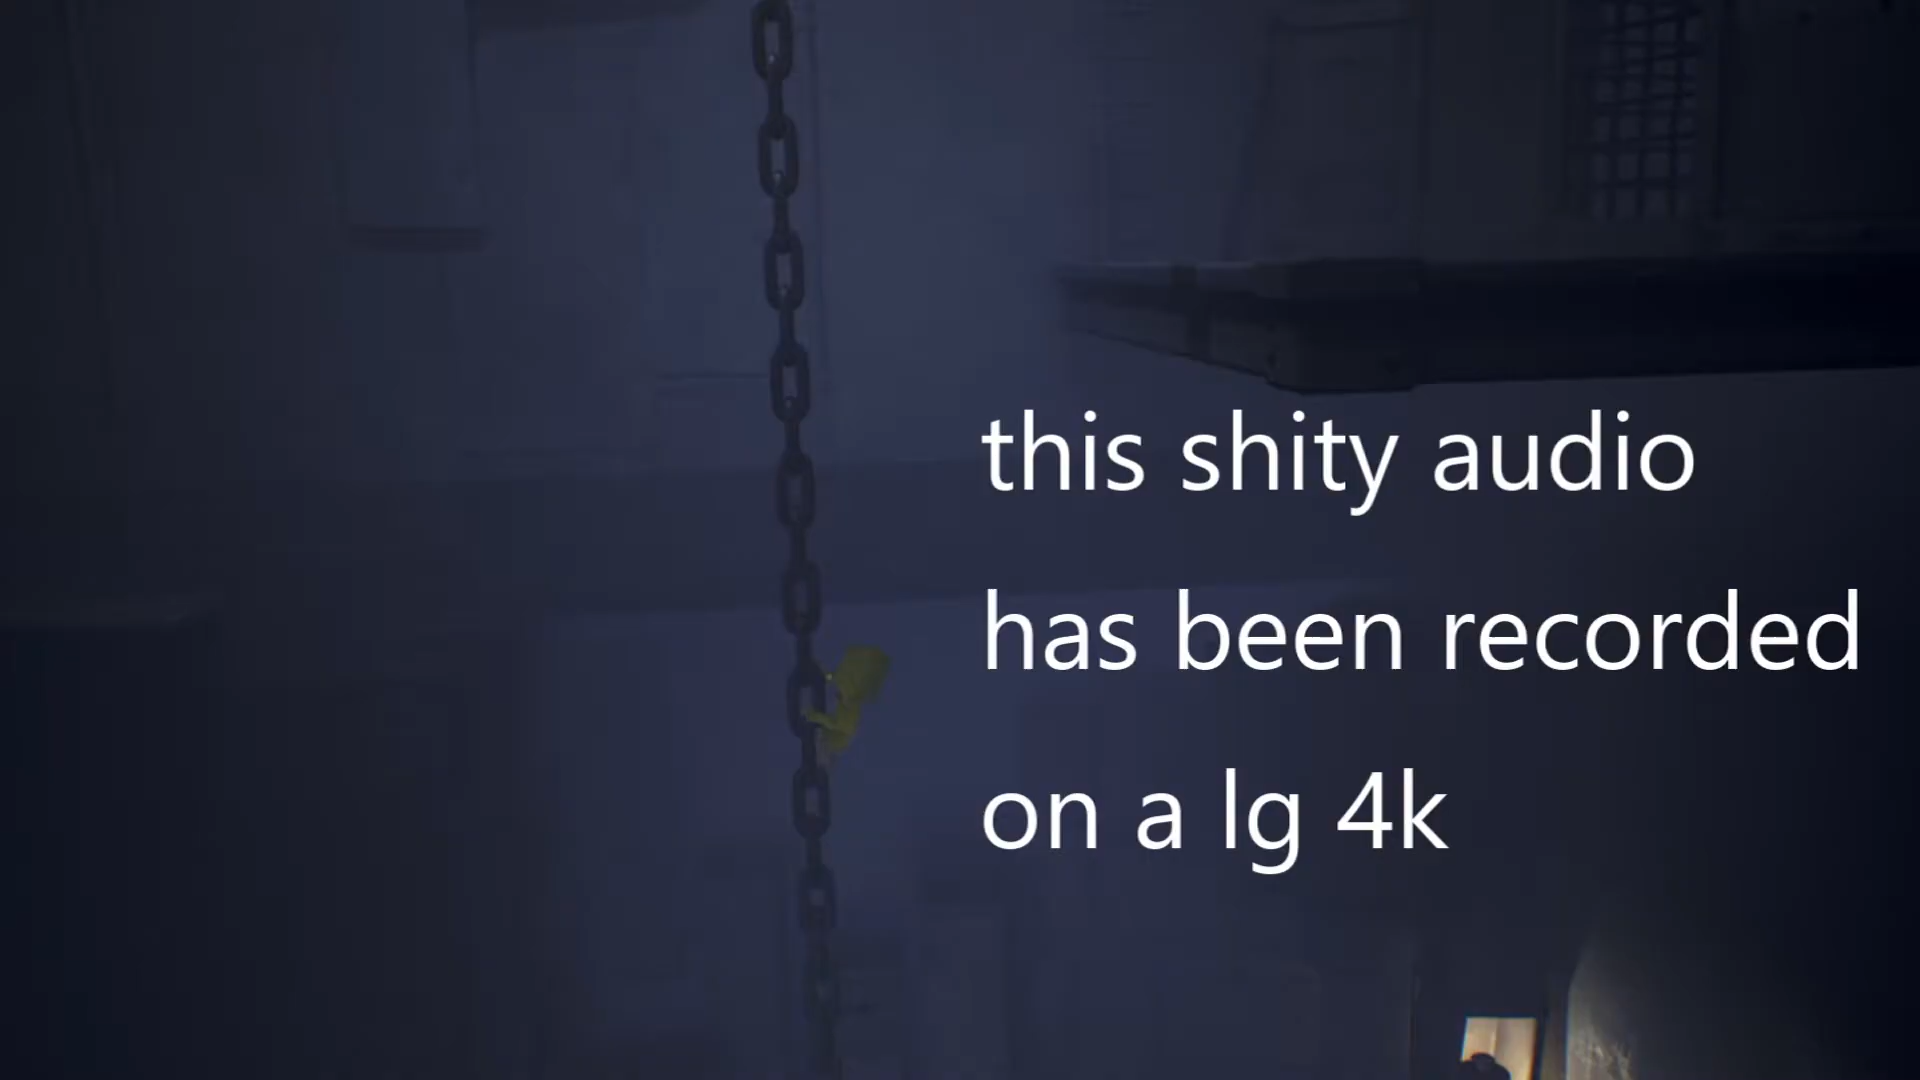 this shity audio
has been recorded
on a lg 4k